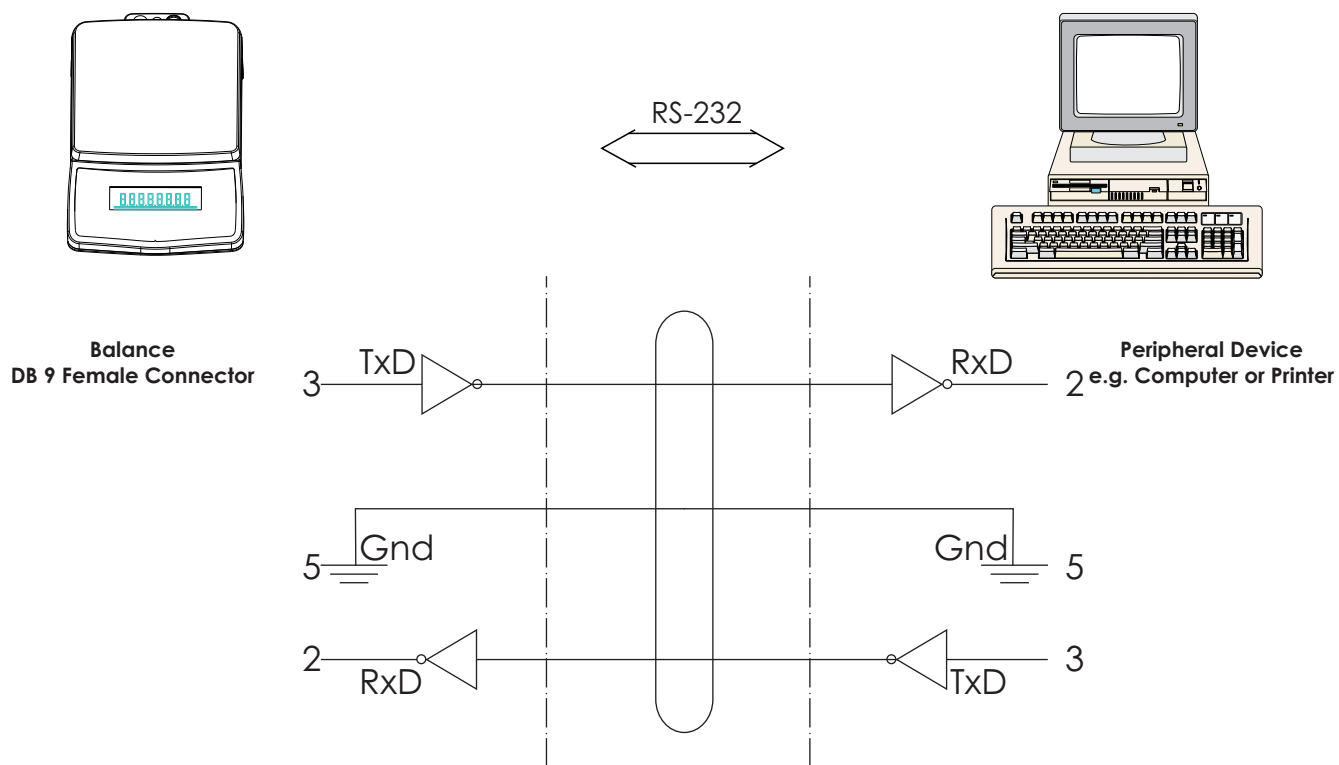 RS-232
88888888
Balance
DB 9 Female Connector
Peripheral Device
e.g. Computer or Printer
3 TxD
RxD 2
5 Gnd
Gnd 5
2 RxD
TxD 3